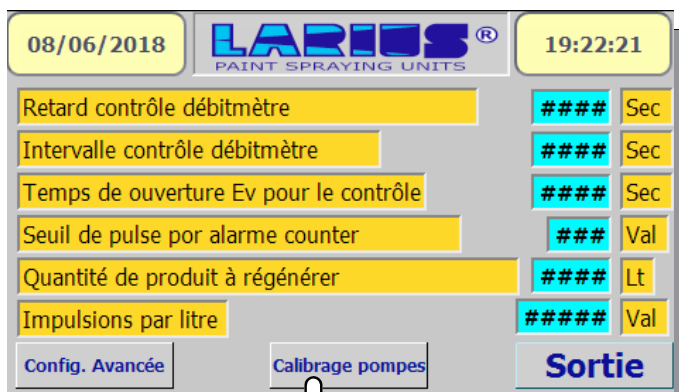 08/06/2018 LARIUS® 19:22:21
PAINT SPRAYING UNITS
Retard contrôle débitmètre #### Sec
Intervalle contrôle débitmètre #### Sec
Temps de ouverture Ev pour le contrôle #### Sec
Seuil de pulse por alarme counter ### Val
Quantité de produit à régénérer #### Lt
Impulsions par litre ##### Val
Config. Avancée Calibrage pompes Sortie